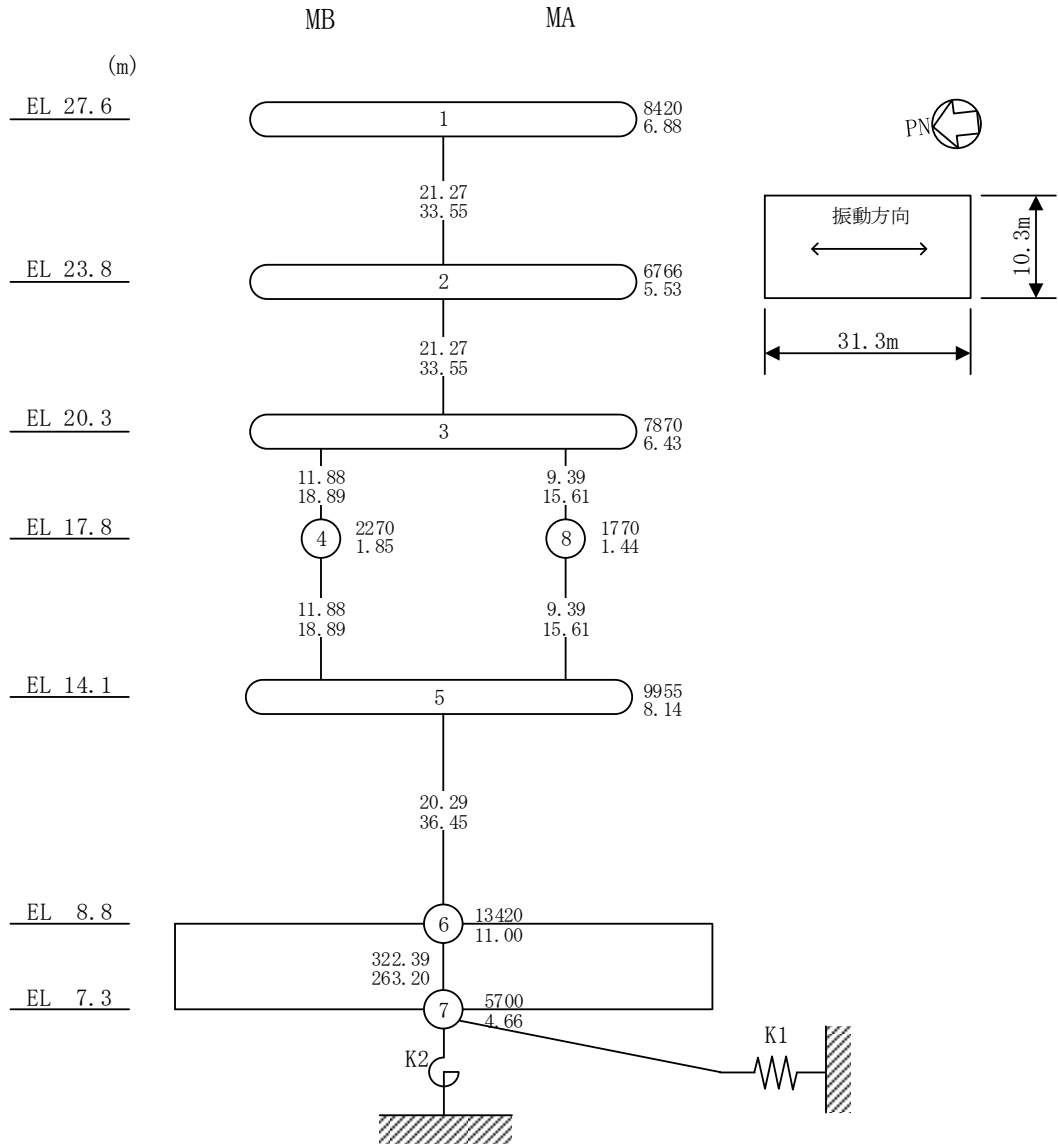 MB MA
(m)
EL 27.6
1
8420
6.88
PN
21.27
33.55
振動方向
10.3m
31.3m
EL 23.8
2
6766
5.53
21.27
33.55
EL 20.3
3
7870
6.43
11.88
18.89
9.39
15.61
EL 17.8
4
2270
1.85
8
1770
1.44
11.88
18.89
9.39
15.61
EL 14.1
5
9955
8.14
20.29
36.45
EL 8.8
6
13420
11.00
322.39
263.20
EL 7.3
7
5700
4.66
K1
K2